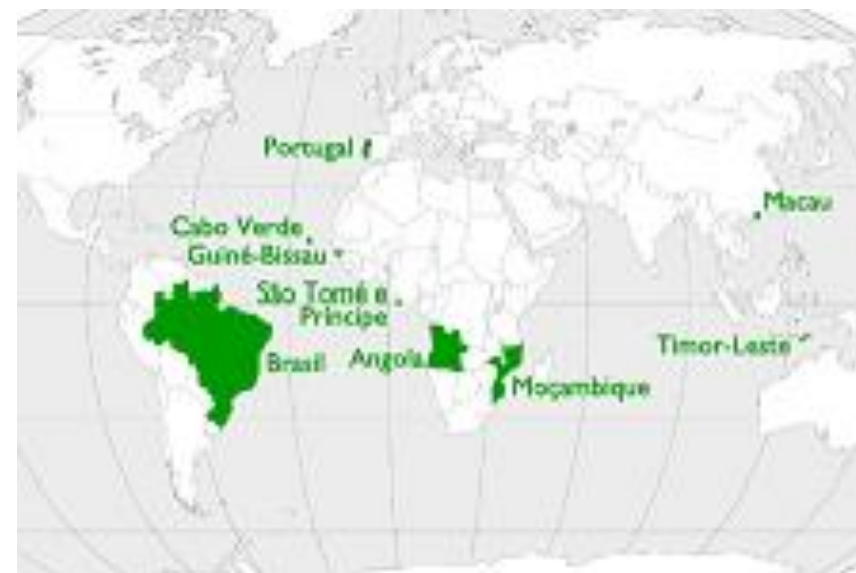 Portugal
Macau
Cabo Verde
Guiné-Bissau
São Tomé e
Príncipe
Timor-Leste
Brasil
Angola
Moçambique